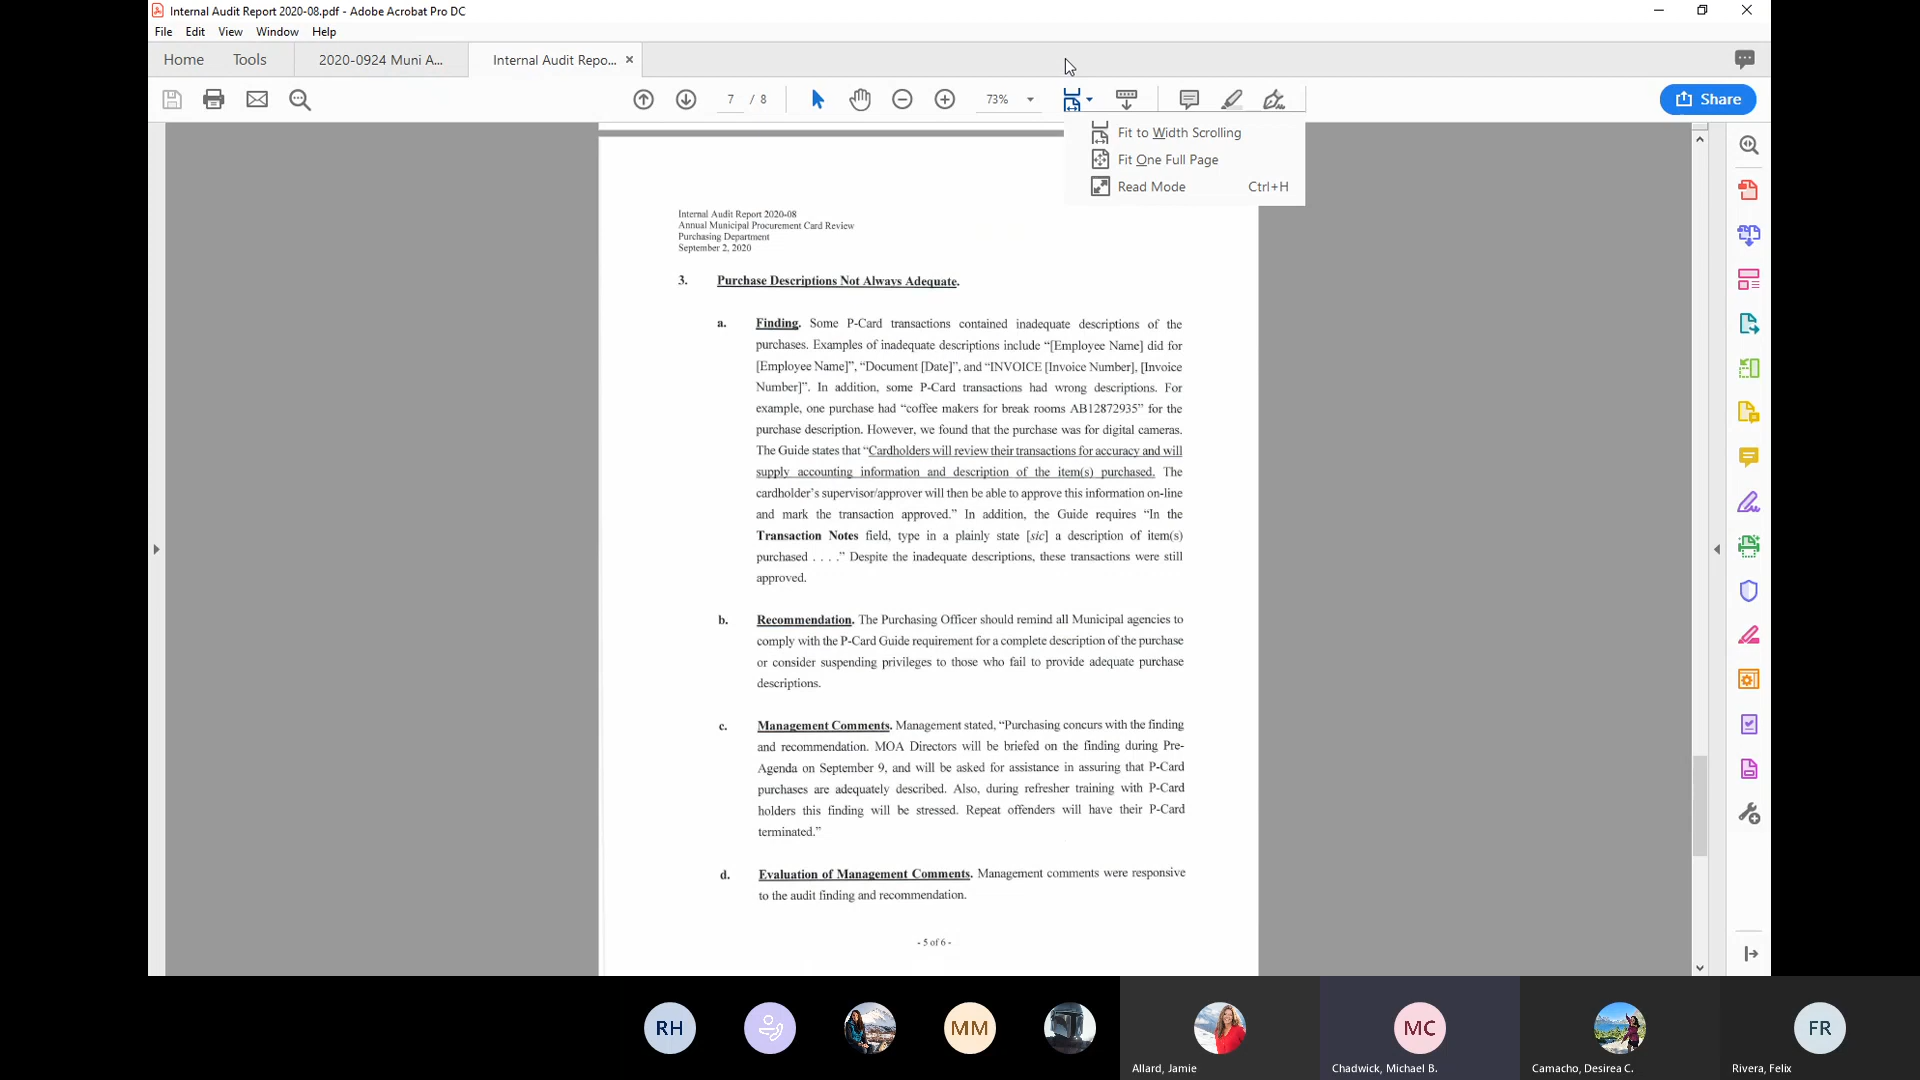 Internal Audit Report 2020-08.pdf - Adobe Acrobat Pro DC
File Edit View Window Help
Home Tools 2020-0924 Muni A... Internal Audit Repo... ×
7 / 8 73% Share
Fit to Width Scrolling
Fit One Full Page
Read Mode Ctrl+H
Internal Audit Report 2020-08
Annual Municipal Procurement Card Review
Purchasing Department
September 2, 2020
3. Purchase Descriptions Not Always Adequate.
a. Finding. Some P-Card transactions contained inadequate descriptions of the
purchases. Examples of inadequate descriptions include “[Employee Name] did for
[Employee Name]”, “Document [Date]”, and “INVOICE [Invoice Number], [Invoice
Number]”. In addition, some P-Card transactions had wrong descriptions. For
example, one purchase had “coffee makers for break rooms AB12872935” for the
purchase description. However, we found that the purchase was for digital cameras.
The Guide states that “Cardholders will review their transactions for accuracy and will
supply accounting information and description of the item(s) purchased. The
cardholder’s supervisor/approver will then be able to approve this information on-line
and mark the transaction approved.” In addition, the Guide requires “In the
Transaction Notes field, type in a plainly state [sic] a description of item(s)
purchased . . . .” Despite the inadequate descriptions, these transactions were still
approved.
b. Recommendation. The Purchasing Officer should remind all Municipal agencies to
comply with the P-Card Guide requirement for a complete description of the purchase
or consider suspending privileges to those who fail to provide adequate purchase
descriptions.
c. Management Comments. Management stated, “Purchasing concurs with the finding
and recommendation. MOA Directors will be briefed on the finding during Pre-
Agenda on September 9, and will be asked for assistance in assuring that P-Card
purchases are adequately described. Also, during refresher training with P-Card
holders this finding will be stressed. Repeat offenders will have their P-Card
terminated.”
d. Evaluation of Management Comments. Management comments were responsive
to the audit finding and recommendation.
- 5 of 6 -
RH MM MC FR
Allard, Jamie Chadwick, Michael B. Camacho, Desirea C. Rivera, Felix